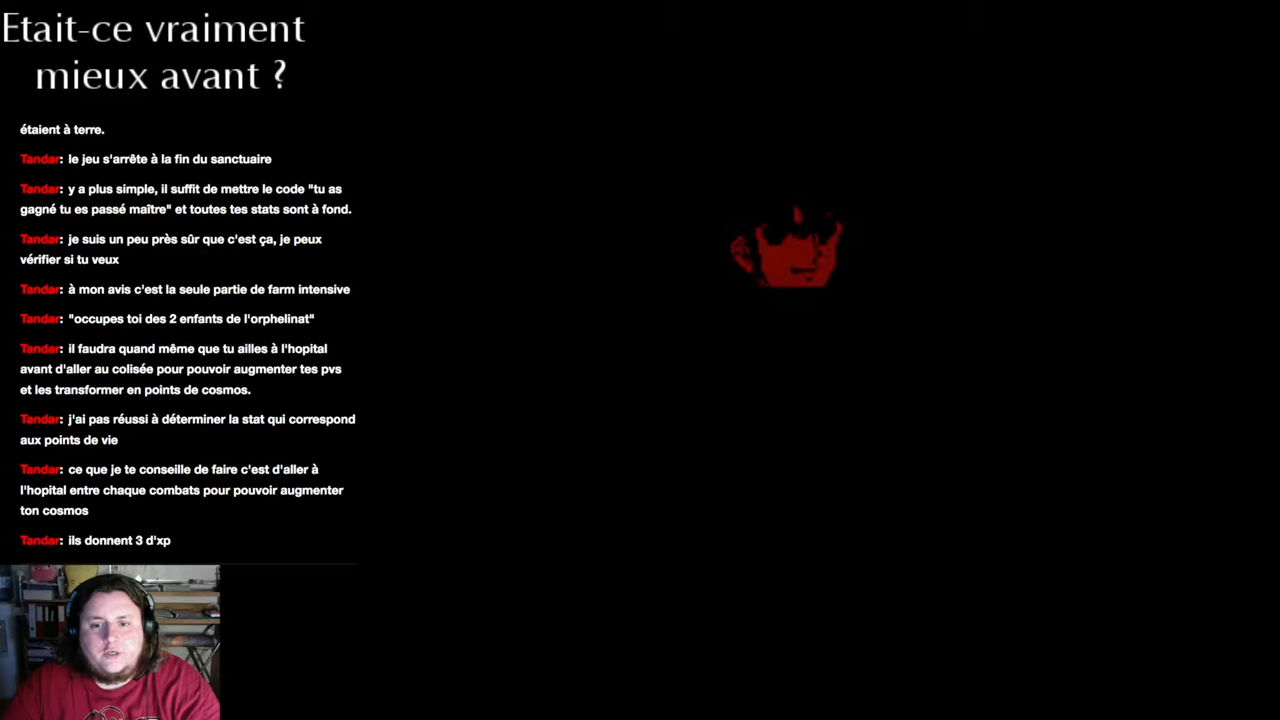 Etait-ce vraiment
mieux avant ?
étaient à terre.
Tandar: le jeu s'arrête à la fin du sanctuaire
Tandar: y a plus simple, il suffit de mettre le code "tu as
gagné tu es passé maître" et toutes tes stats sont à fond.
Tandar: je suis un peu près sûr que c'est ça, je peux
vérifier si tu veux
Tandar: à mon avis c'est la seule partie de farm intensive
Tandar: "occupes toi des 2 enfants de l'orphelinat"
Tandar: il faudra quand même que tu ailles à l'hopital
avant d'aller au colisée pour pouvoir augmenter tes pvs
et les transformer en points de cosmos.
Tandar: j'ai pas réussi à déterminer la stat qui correspond
aux points de vie
Tandar: ce que je te conseille de faire c'est d'aller à
l'hopital entre chaque combats pour pouvoir augmenter
ton cosmos
Tandar: ils donnent 3 d'xp